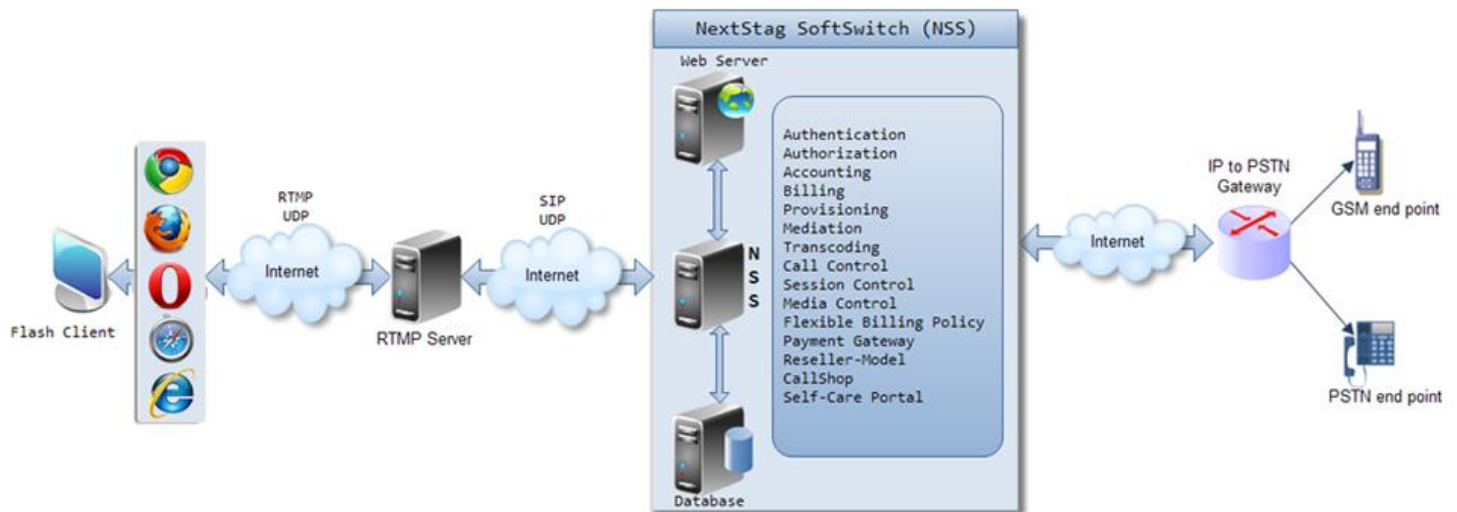 NextStag SoftSwitch (NSS)
Web Server
Authentication
Authorization
Accounting
Billing
Provisioning
Mediation
Transcoding
Call Control
Session Control
Media Control
Flexible Billing Policy
Payment Gateway
Reseller-Model
CallShop
Self-Care Portal
N
S
S
Database
Flash Client
RTMP
UDP
Internet
RTMP Server
SIP
UDP
Internet
Internet
IP to PSTN
Gateway
GSM end point
PSTN end point